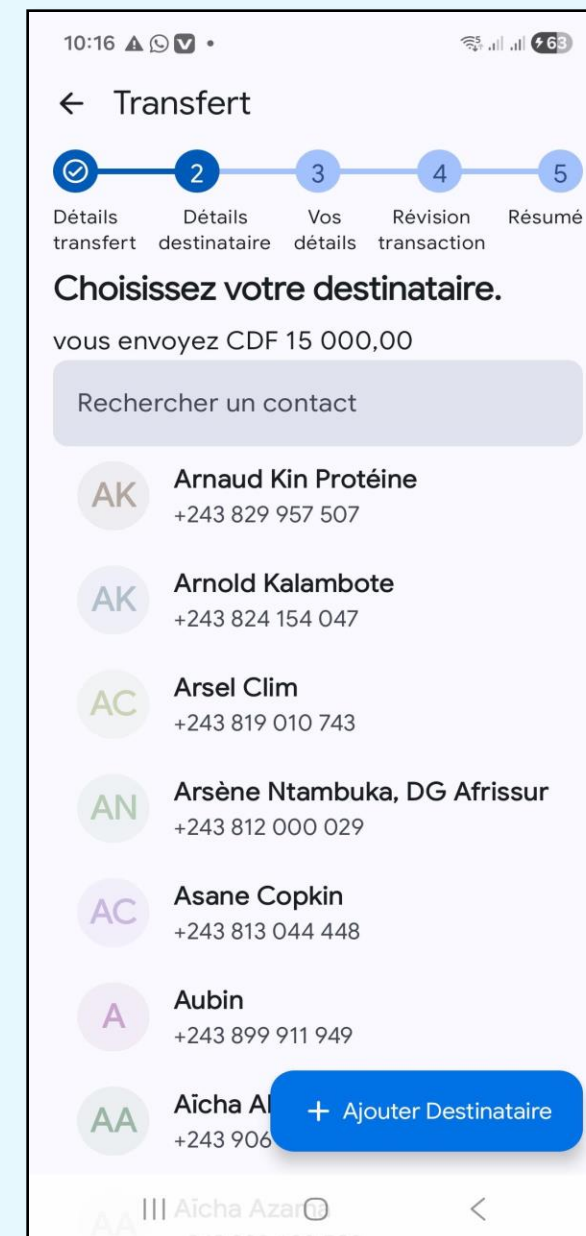 10:16
63
← Transfert
2 3 4 5
Détails transfert
Détails destinataire
Vos détails
Révision transaction
Résumé
Choisissez votre destinataire.
vous envoyez CDF 15 000,00
Rechercher un contact
AK
Arnaud Kin Protéine
+243 829 957 507
AK
Arnold Kalambote
+243 824 154 047
AC
Arsel Clim
+243 819 010 743
AN
Arsène Ntambuka, DG Afrissur
+243 812 000 029
AC
Asane Copkin
+243 813 044 448
A
Aubin
+243 899 911 949
AA
Aïcha
+243 906
+ Ajouter Destinataire
AA
Aïcha